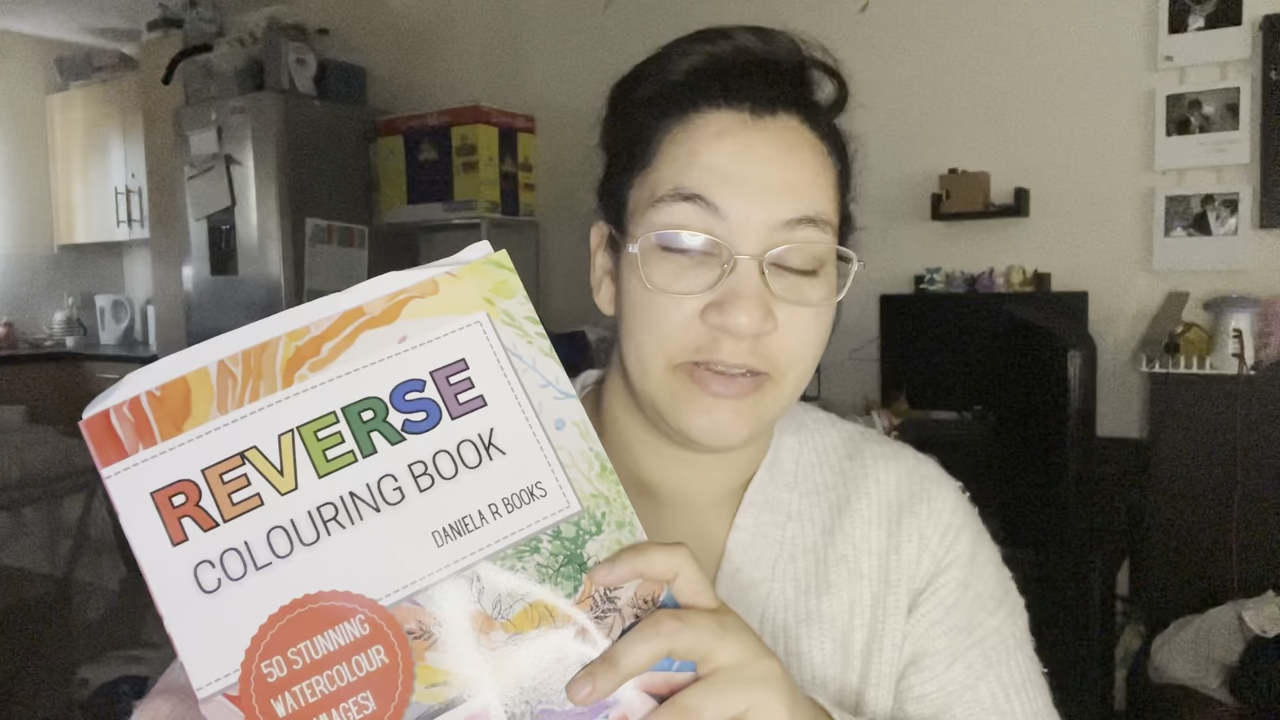 REVERSE
COLOURING BOOK
DANIELA R BOOKS
50 STUNNING
WATERCOLOUR
IMAGES!